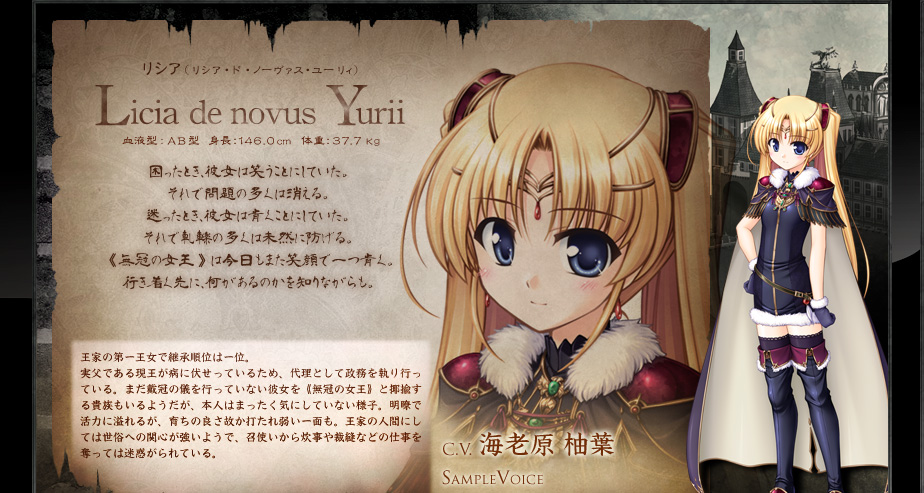 リシア(リシア・ド・ノーヴァス・ユーリィ)
Licia de novus Yurii
血液型:AB型 身長:146.0cm 体重:37.7kg
困ったとき、彼女は笑うことにしていた。
それで問題の多くは消える。
迷ったとき、彼女は肯くことにしていた。
それで軋轢の多くは未然に防げる。
《無冠の女王》は今日もまた笑顔で一つ肯く。
行き着く先に、何があるのかを知りながらも。
王家の第一王女で継承順位は一位。
実父である現王が病に伏せっているため、代理として政務を執り行っ
ている。まだ戴冠の儀を行っていない彼女を《無冠の女王》と揶揄す
る貴族もいるようだが、本人はまったく気にしていない様子。明瞭で
活力に溢れるが、育ちの良さ故か打たれ弱い一面も。王家の人間にし
ては世俗への関心が強いようで、召使いから炊事や裁縫などの仕事を
奪っては迷惑がられている。
C.V. 海老原 柚葉
SampleVoice